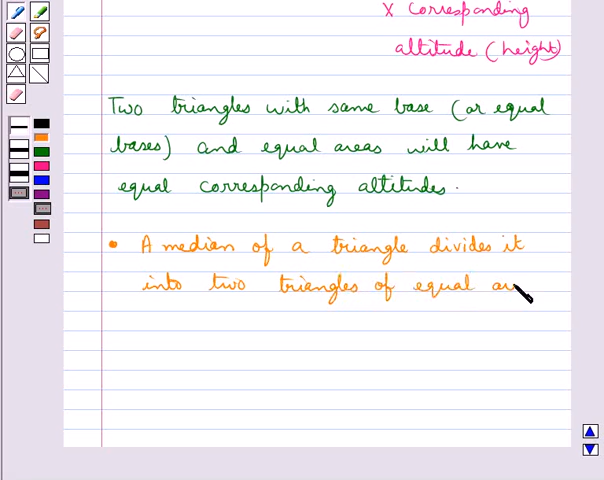 x corresponding
altitude (height)
Two triangles with same base (or equal
bases) and equal areas will have
equal corresponding altitudes.
• A median of a triangle divides it
into two triangles of equal